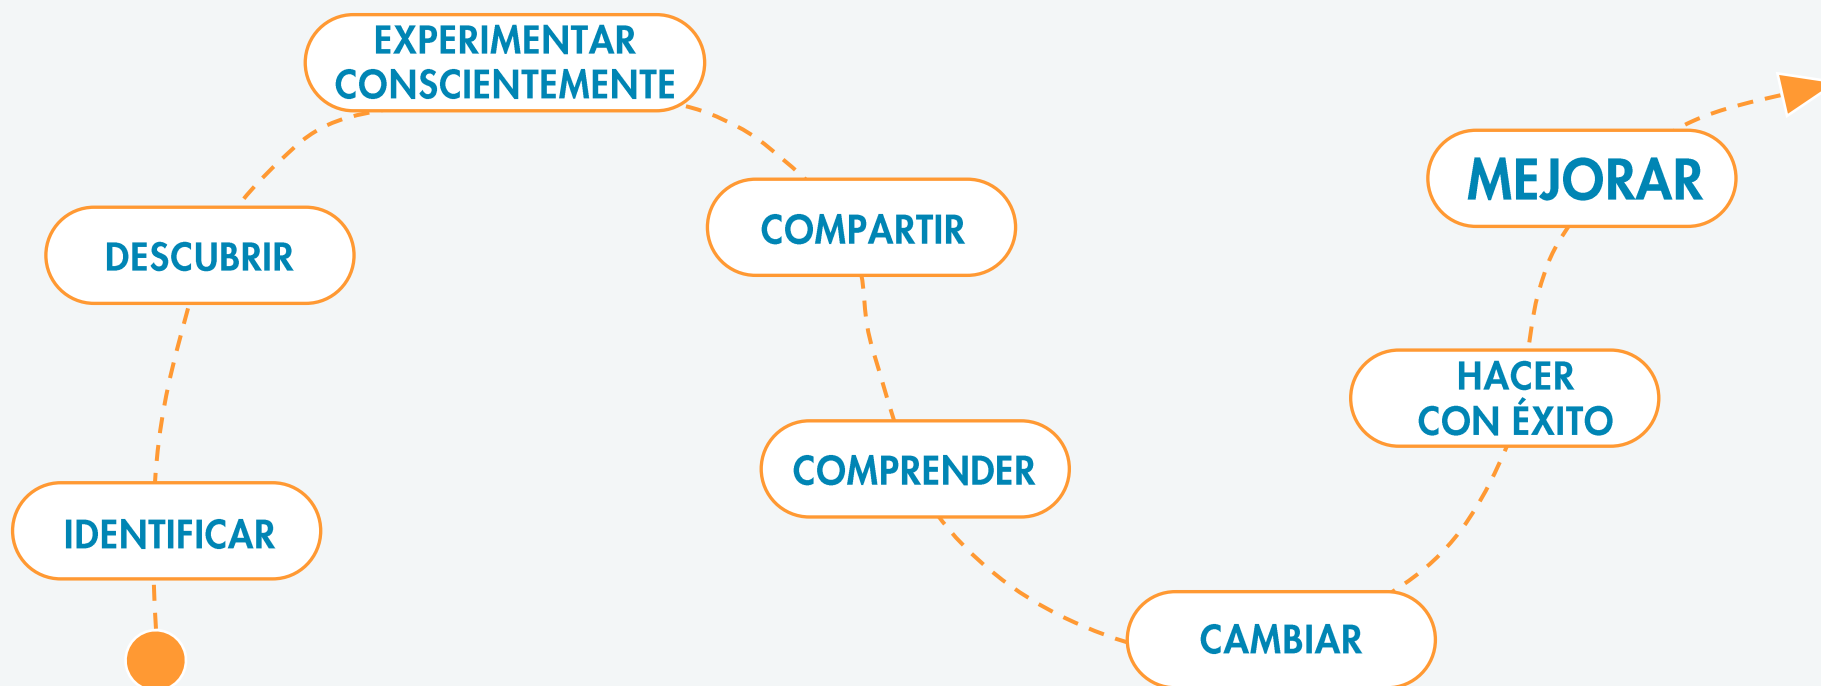 EXPERIMENTAR
CONSCIENTEMENTE
DESCUBRIR
IDENTIFICAR
COMPARTIR
COMPRENDER
CAMBIAR
HACER
CON ÉXITO
MEJORAR